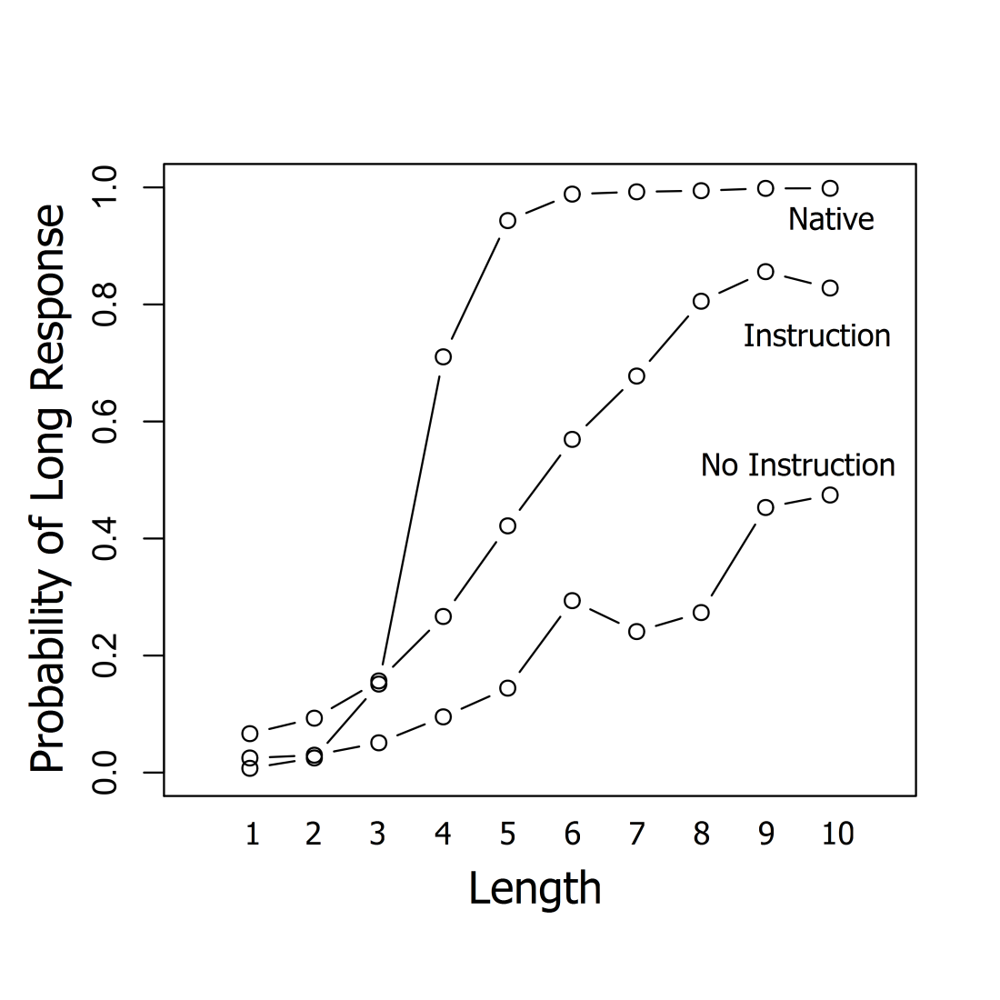 Probability of Long Response
1.0
0.8
0.6
0.4
0.2
0.0
Native
Instruction
No Instruction
1 2 3 4 5 6 7 8 9 10
Length